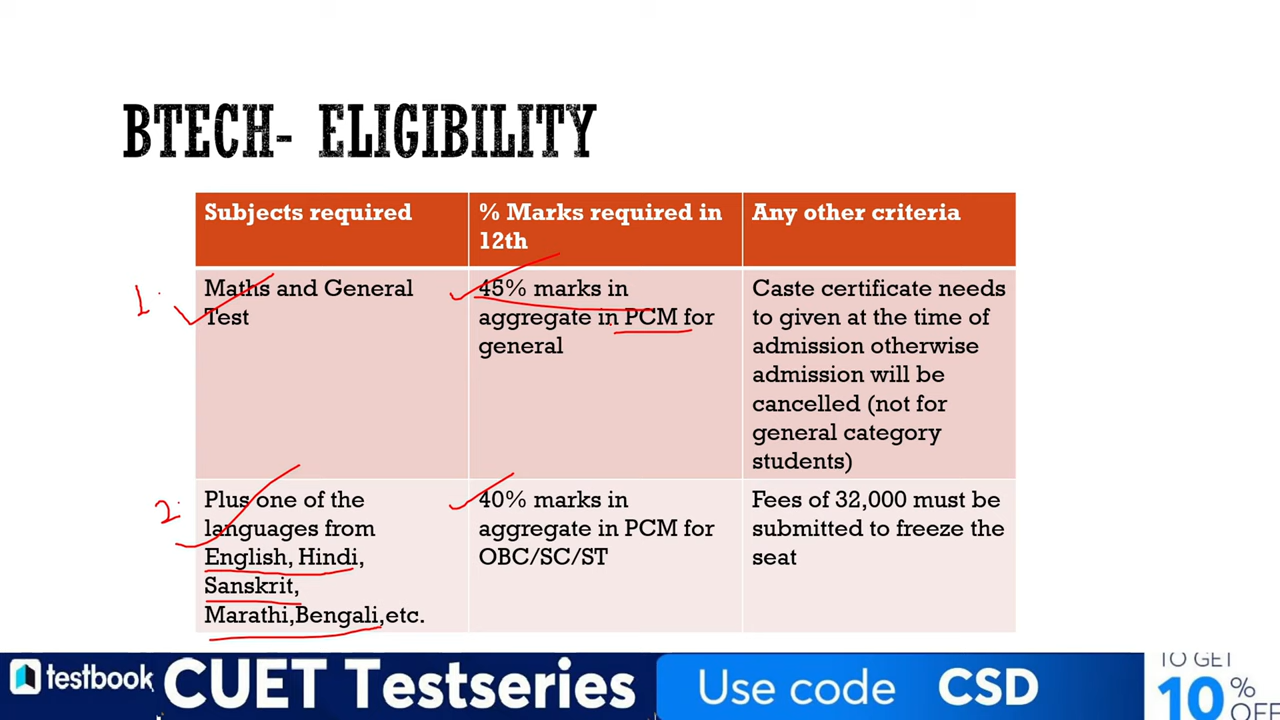 BTECH- ELIGIBILITY
Subjects required
% Marks required in
12th
Any other criteria
1.
Maths and General
Test
45% marks in
aggregate in PCM for
general
Caste certificate needs
to given at the time of
admission otherwise
admission will be
cancelled (not for
general category
students)
2.
Plus one of the
languages from
English, Hindi,
Sanskrit,
Marathi,Bengali,etc.
40% marks in
aggregate in PCM for
OBC/SC/ST
Fees of 32,000 must be
submitted to freeze the
seat
testbook CUET Testseries
Use code CSD
TO GET
10% OFF